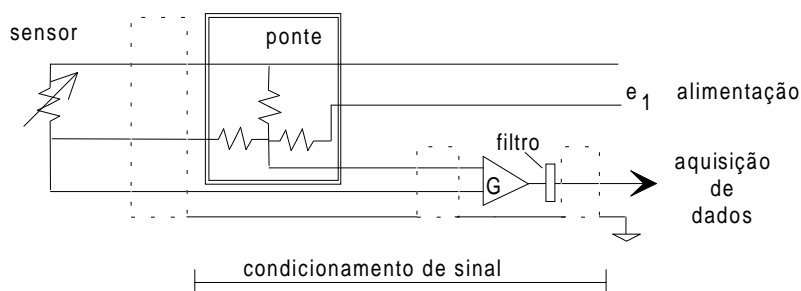 sensor
ponte
e1
alimentação
filtro
G
aquisição
de
dados
condicionamento de sinal